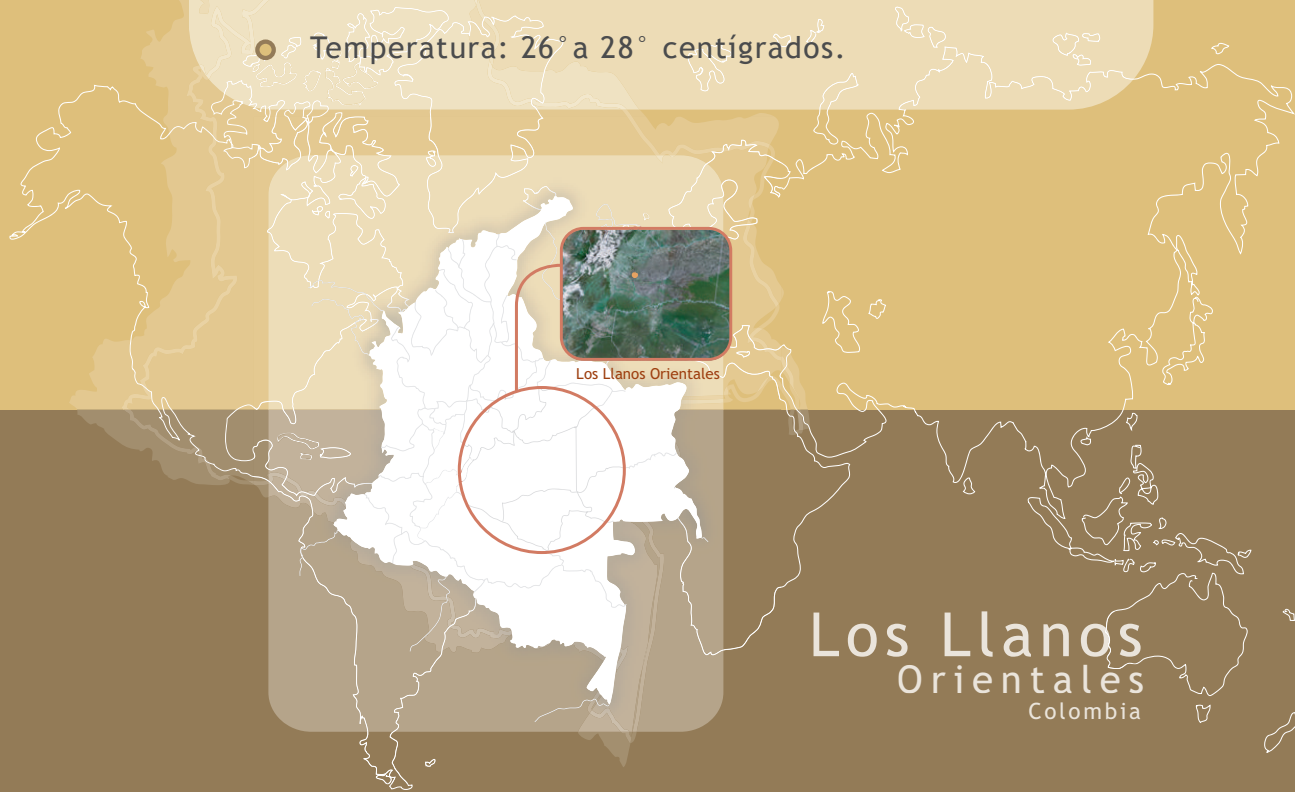 Temperatura: 26° a 28° centígrados.
Los Llanos Orientales
Los Llanos
Orientales
Colombia